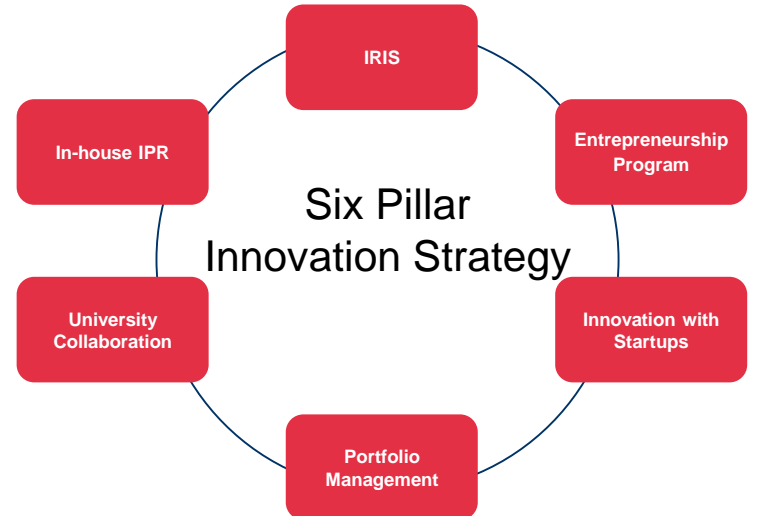 IRIS
Entrepreneurship
Program
Innovation with
Startups
Portfolio
Management
University
Collaboration
In-house IPR
Six Pillar
Innovation Strategy